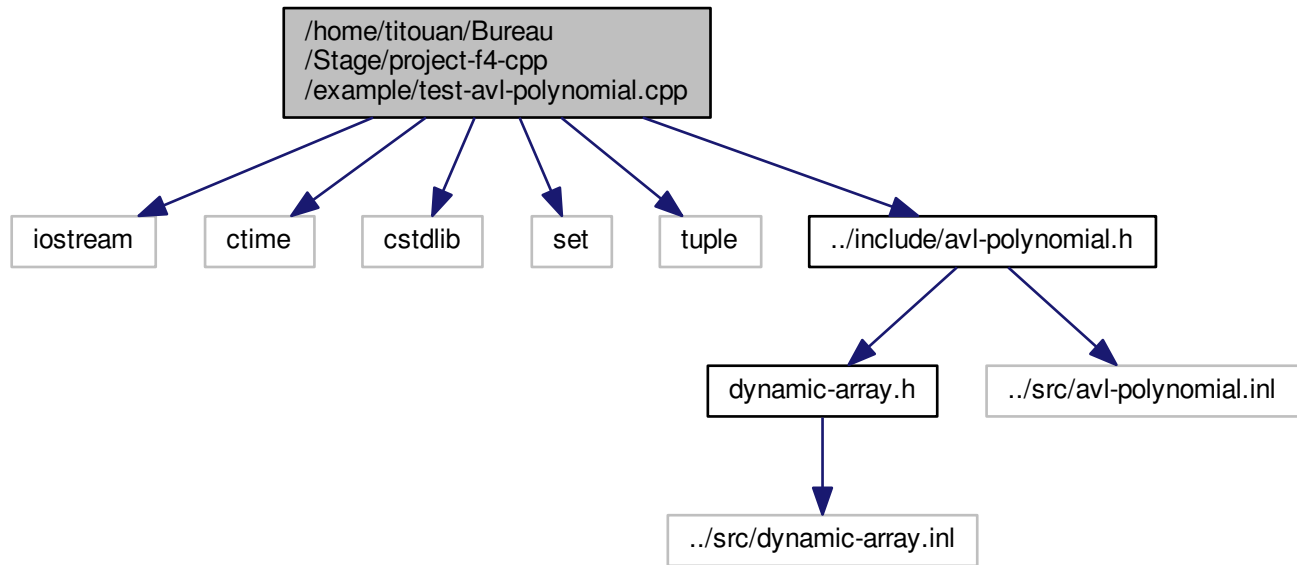 /home/titouan/Bureau
/Stage/project-f4-cpp
/example/test-avl-polynomial.cpp
iostream
ctime
cstdlib
set
tuple
../include/avl-polynomial.h
dynamic-array.h
../src/avl-polynomial.inl
../src/dynamic-array.inl